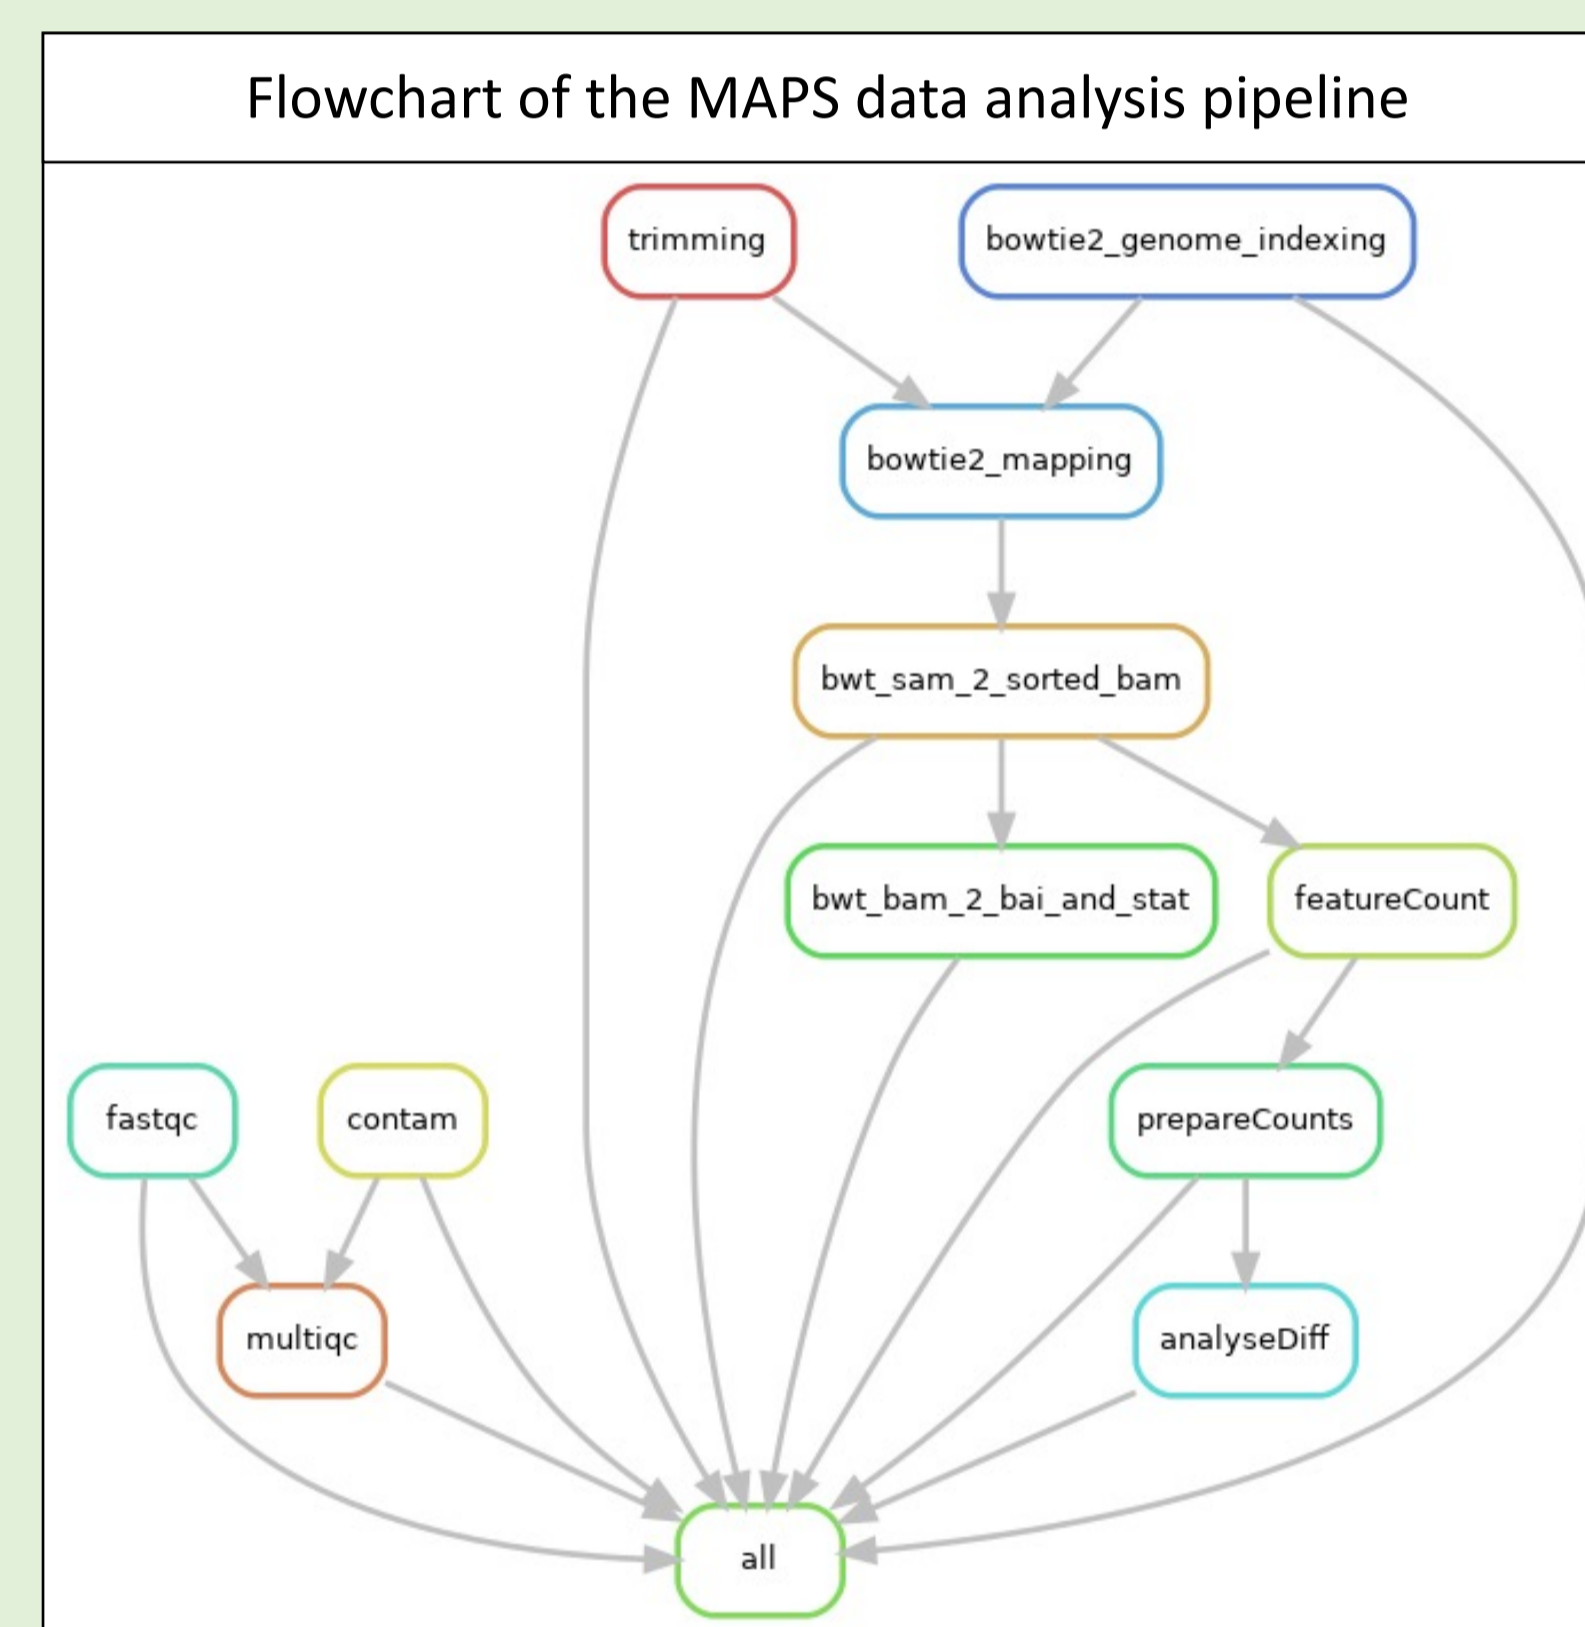 Flowchart of the MAPS data analysis pipeline
trimming
bowtie2_genome_indexing
bowtie2_mapping
bwt_sam_2_sorted_bam
bwt_bam_2_bai_and_stat
featureCount
fastqc
contam
prepareCounts
multiqc
analyseDiff
all